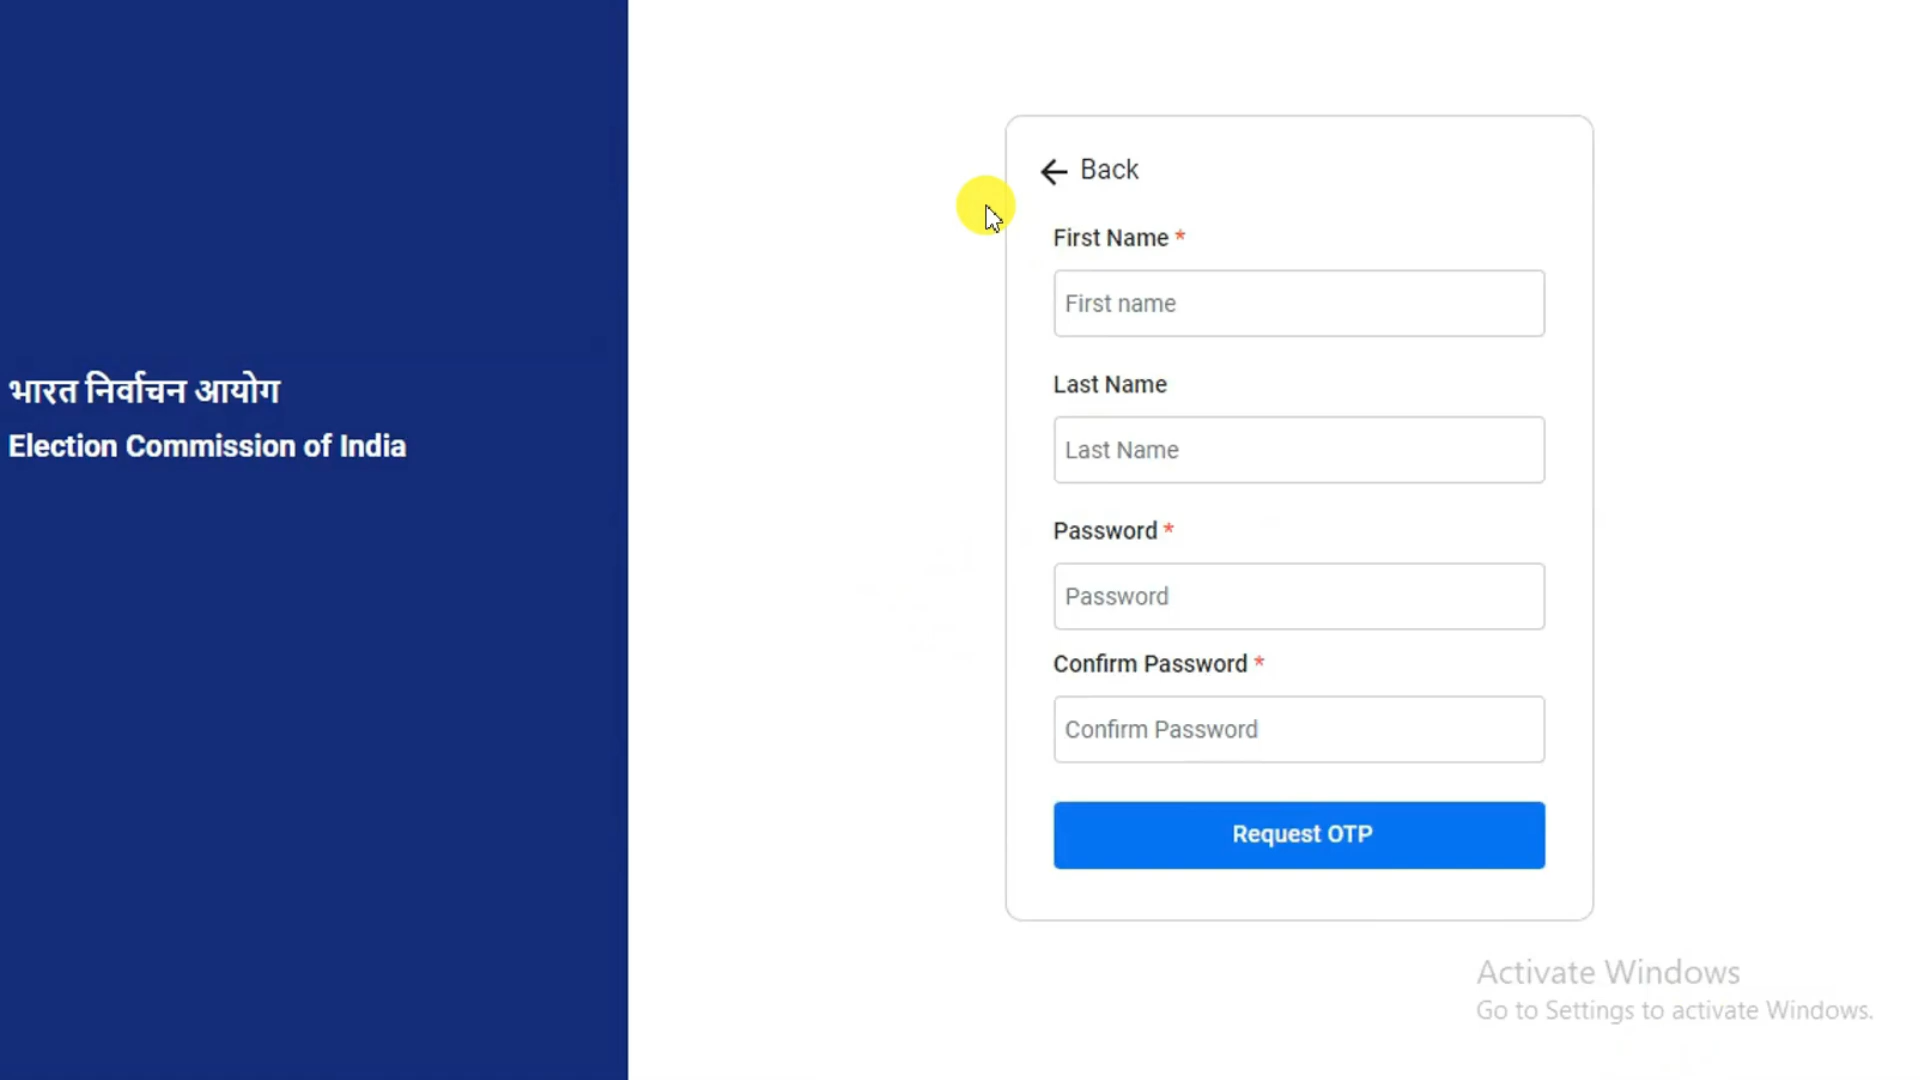 भारत निर्वाचन आयोग
Election Commission of India
Back
First Name *
First name
Last Name
Last Name
Password *
Password
Confirm Password *
Confirm Password
Request OTP
Activate Windows
Go to Settings to activate Windows.